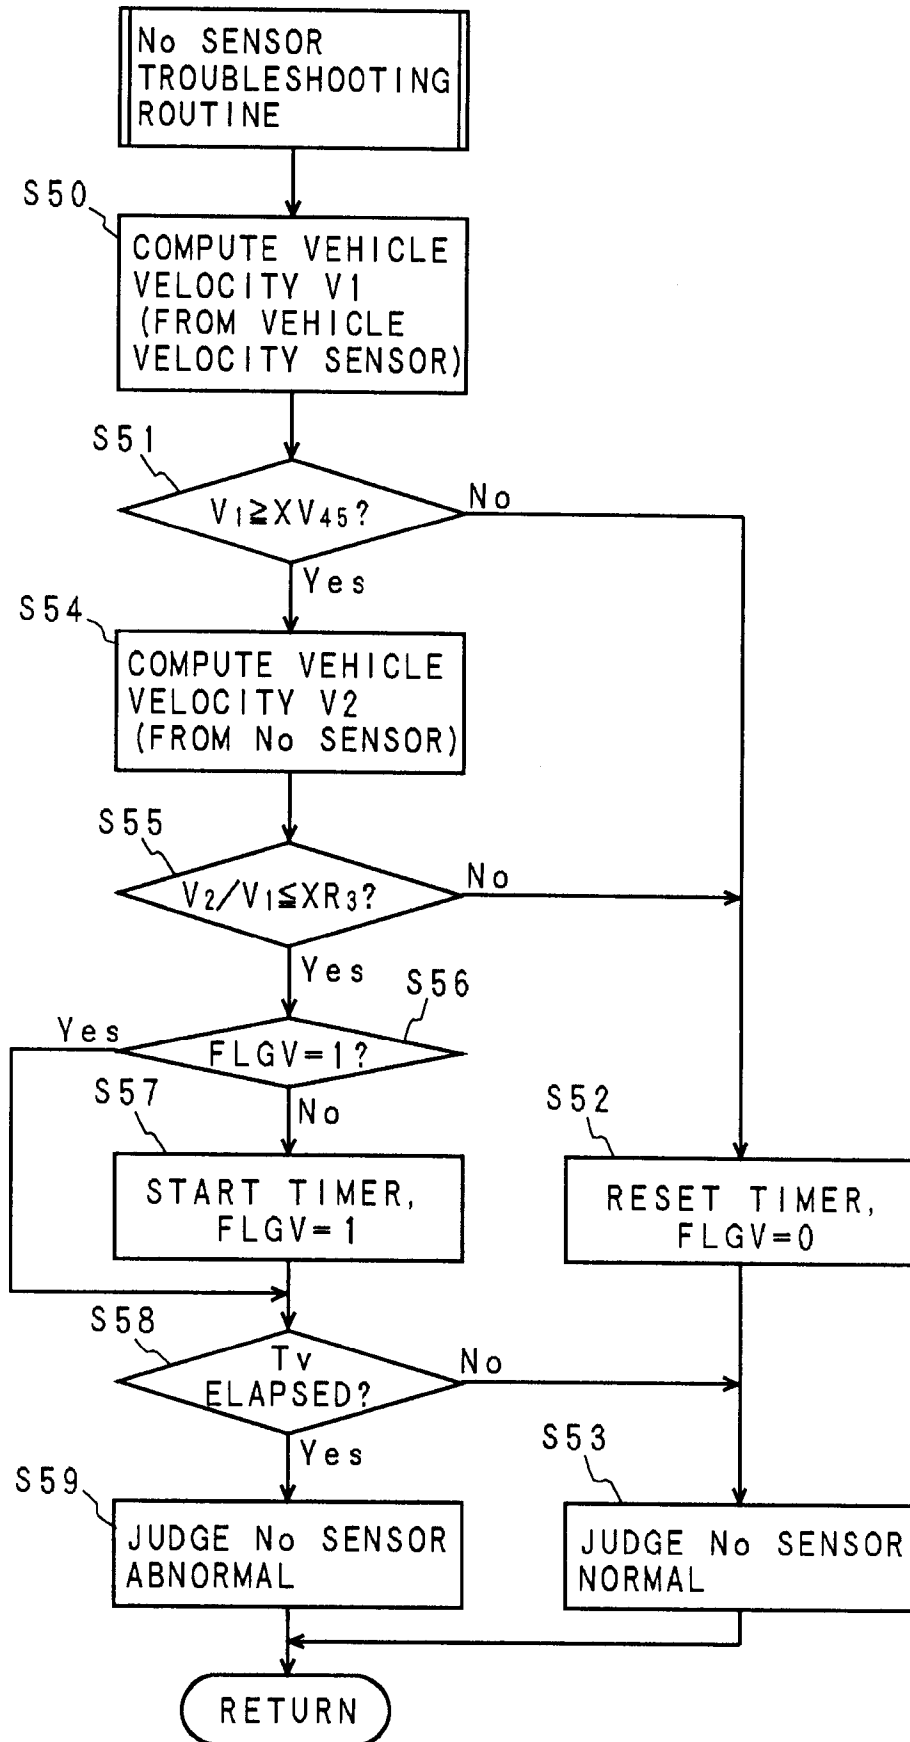 No SENSOR
TROUBLESHOOTING
ROUTINE
S50
COMPUTE VEHICLE
VELOCITY V1
(FROM VEHICLE
VELOCITY SENSOR)
S51
V1≧XV45?
No
Yes
S54
COMPUTE VEHICLE
VELOCITY V2
(FROM No SENSOR)
S55
V2/V1≦XR3?
No
Yes
S56
Yes
FLGV=1?
S57
No
START TIMER,
FLGV=1
S52
RESET TIMER,
FLGV=0
S58
Tv
ELAPSED?
No
Yes
S59
JUDGE No SENSOR
ABNORMAL
S53
JUDGE No SENSOR
NORMAL
RETURN